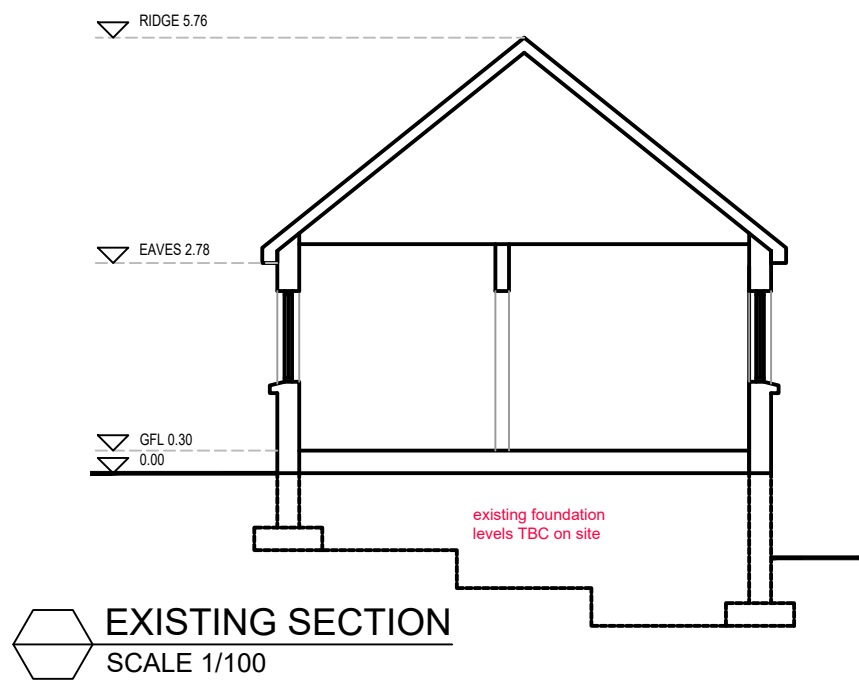 RIDGE 5.76
EAVES 2.78
GFL 0.30
0.00
existing foundation
levels TBC on site
EXISTING SECTION
SCALE 1/100